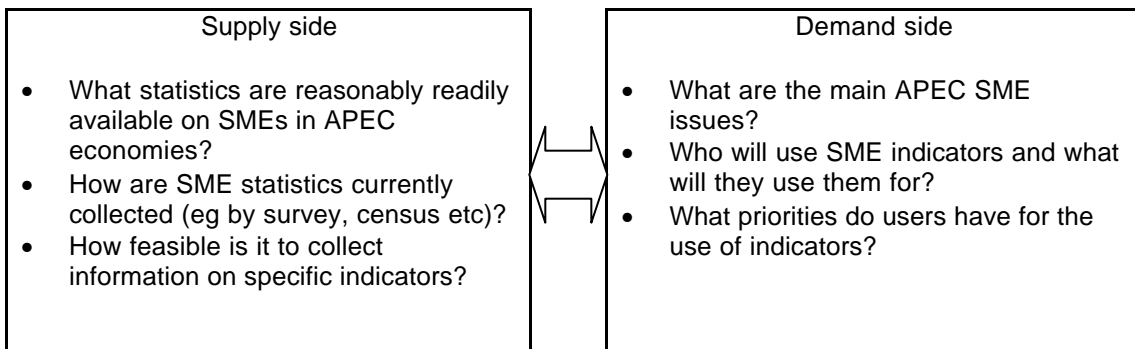 Supply side
• What statistics are reasonably readily
available on SMEs in APEC
economies?
• How are SME statistics currently
collected (eg by survey, census etc)?
• How feasible is it to collect
information on specific indicators?
Demand side
• What are the main APEC SME
issues?
• Who will use SME indicators and what
will they use them for?
• What priorities do users have for the
use of indicators?